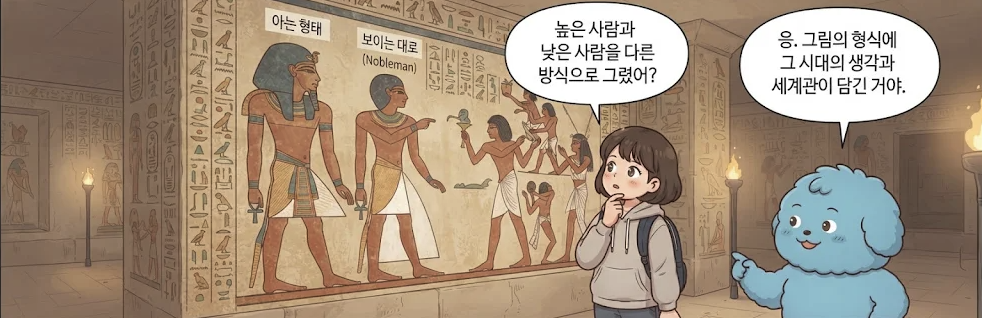 아는 형태
보이는 대로
(Nobleman)
높은 사람과
낮은 사람을 다른
방식으로 그렸어?
응. 그림의 형식에
그 시대의 생각과
세계관이 담긴 거야.